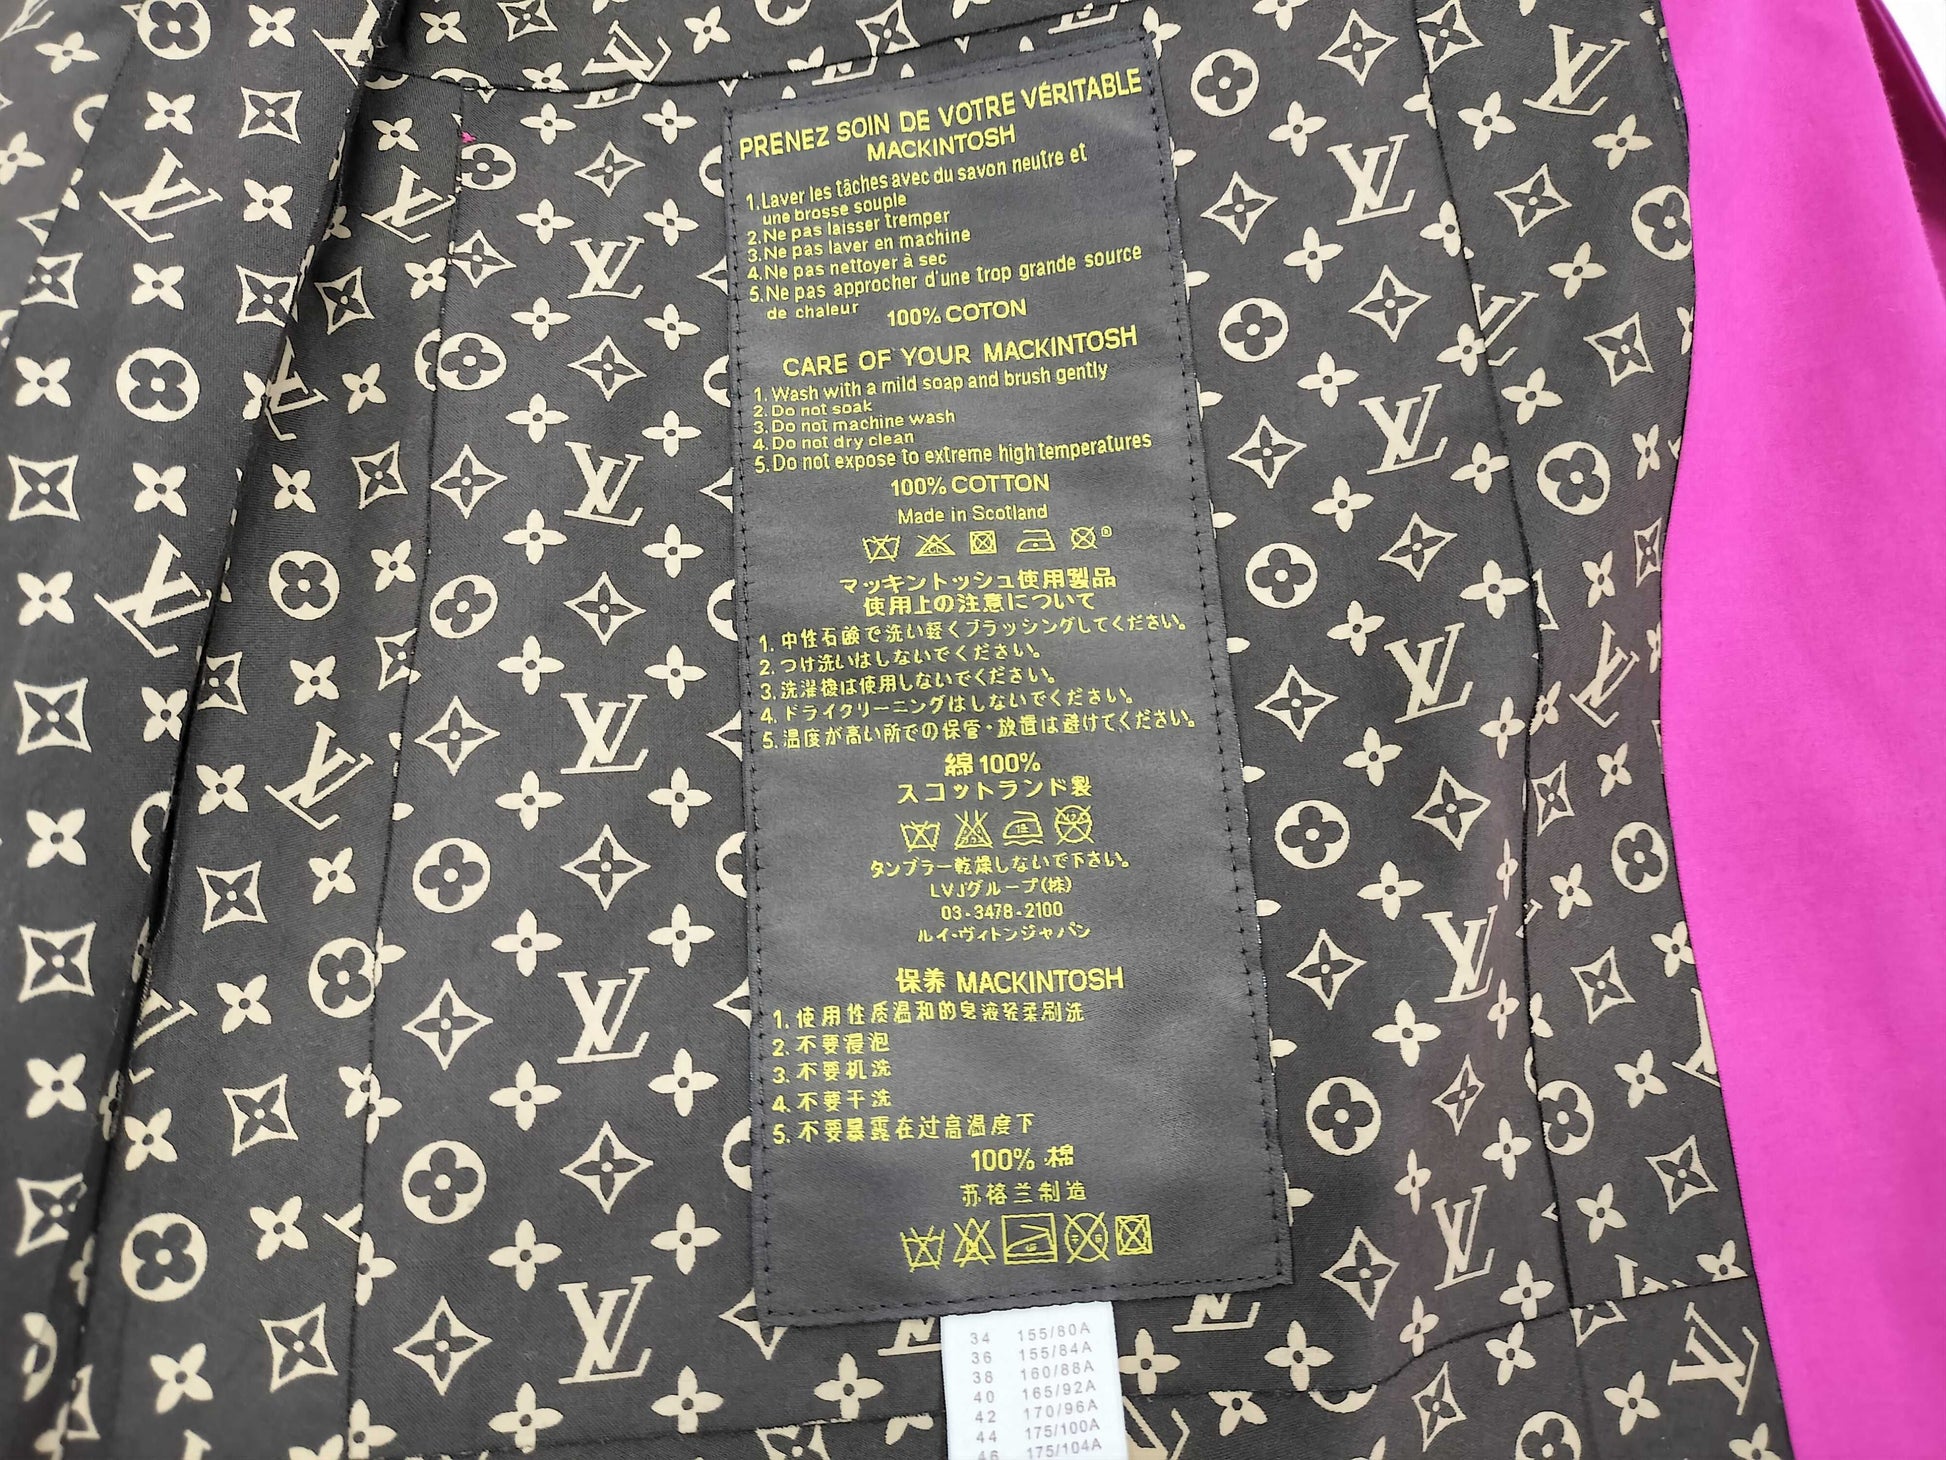 PRENEZ SOIN DE VOTRE VÉRITABLE
MACKINTOSH
1.Laver les tâches avec du savon neutre et
une brosse souple
2.Ne pas laisser tremper
3.Ne pas laver en machine
4.Ne pas nettoyer à sec
5.Ne pas approcher d'une trop grande source
de chaleur
100% COTON
CARE OF YOUR MACKINTOSH
1. Wash with a mild soap and brush gently
2. Do not soak
3. Do not machine wash
4. Do not dry clean
5. Do not expose to extreme high temperatures
100% COTTON
Made in Scotland
マッキントッシュ使用製品
使用上の注意について
1. 中性石鹸で洗い軽くブラッシングしてください。
2. つけ洗いはしないでください。
3. 洗濯機は使用しないでください。
4. ドライクリーニングはしないでください。
5. 温度が高い所での保管・放置は避けてください。
綿 100%
スコットランド製
タンブラー乾燥しないで下さい。
LVJグループ(株)
03-3478-2100
ルイ・ヴィトンジャパン
保养 MACKINTOSH
1. 使用性质温和的皂液轻柔刷洗
2. 不要浸泡
3. 不要机洗
4. 不要干洗
5. 不要暴露在过高温度下
100% 棉
苏格兰制造
34 155/80A
36 155/84A
38 160/88A
40 165/92A
42 170/96A
44 175/100A
46 175/104A